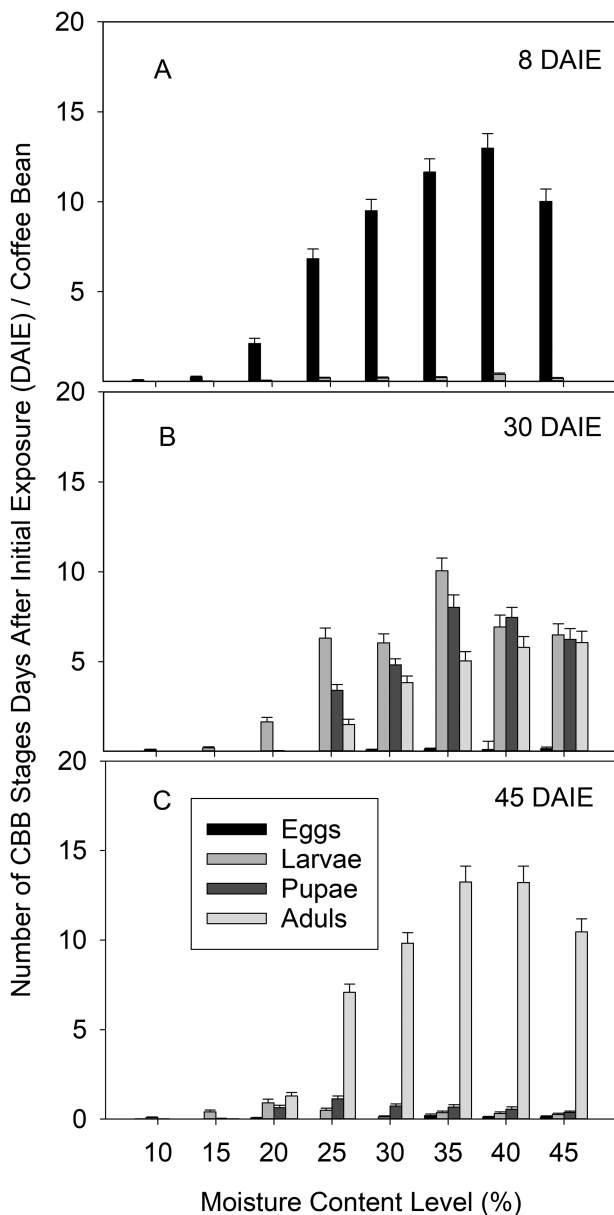 Number of CBB Stages Days After Initial Exposure (DAIE) / Coffee Bean
20
A
8 DAIE
15
10
5
20
B
30 DAIE
15
10
5
20
C
45 DAIE
Eggs
Larvae
Pupae
Aduls
15
10
5
0
10 15 20 25 30 35 40 45
Moisture Content Level (%)